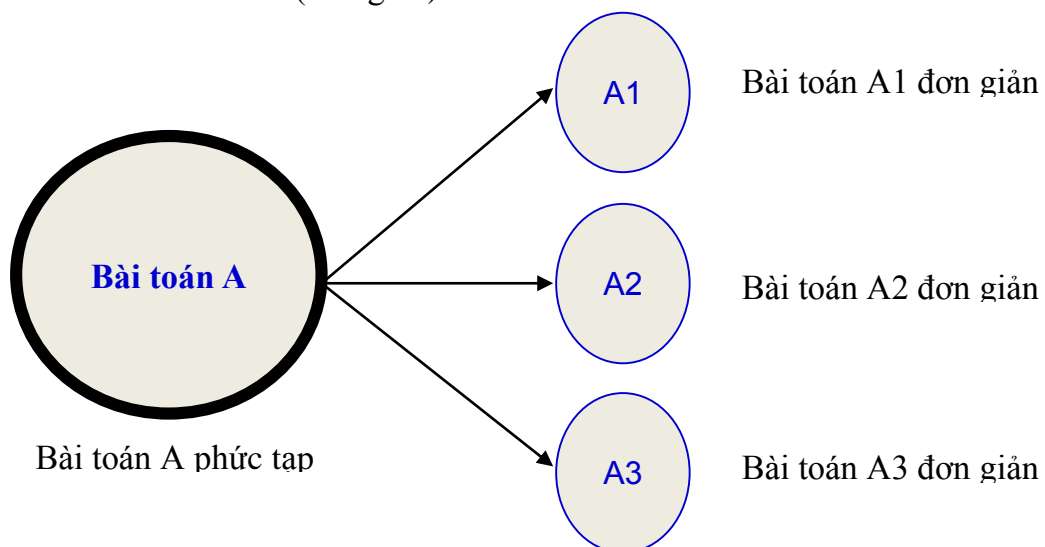 A1
Bài toán A1 đơn giản
Bài toán A
A2
Bài toán A2 đơn giản
Bài toán A phức tạp
A3
Bài toán A3 đơn giản